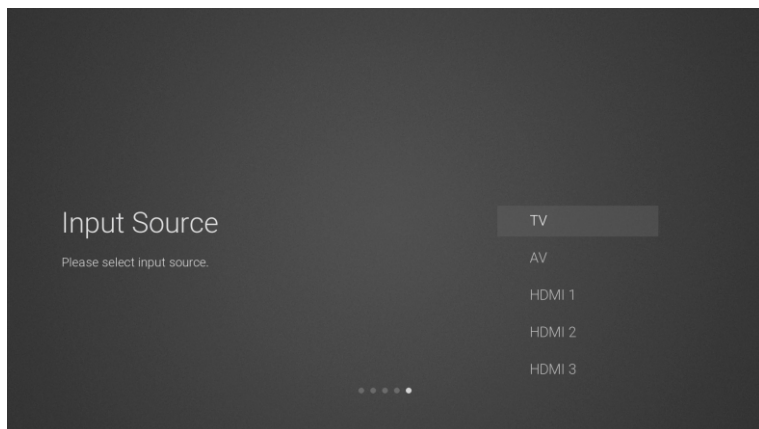 Input Source
Please select input source.
TV
AV
HDMI 1
HDMI 2
HDMI 3